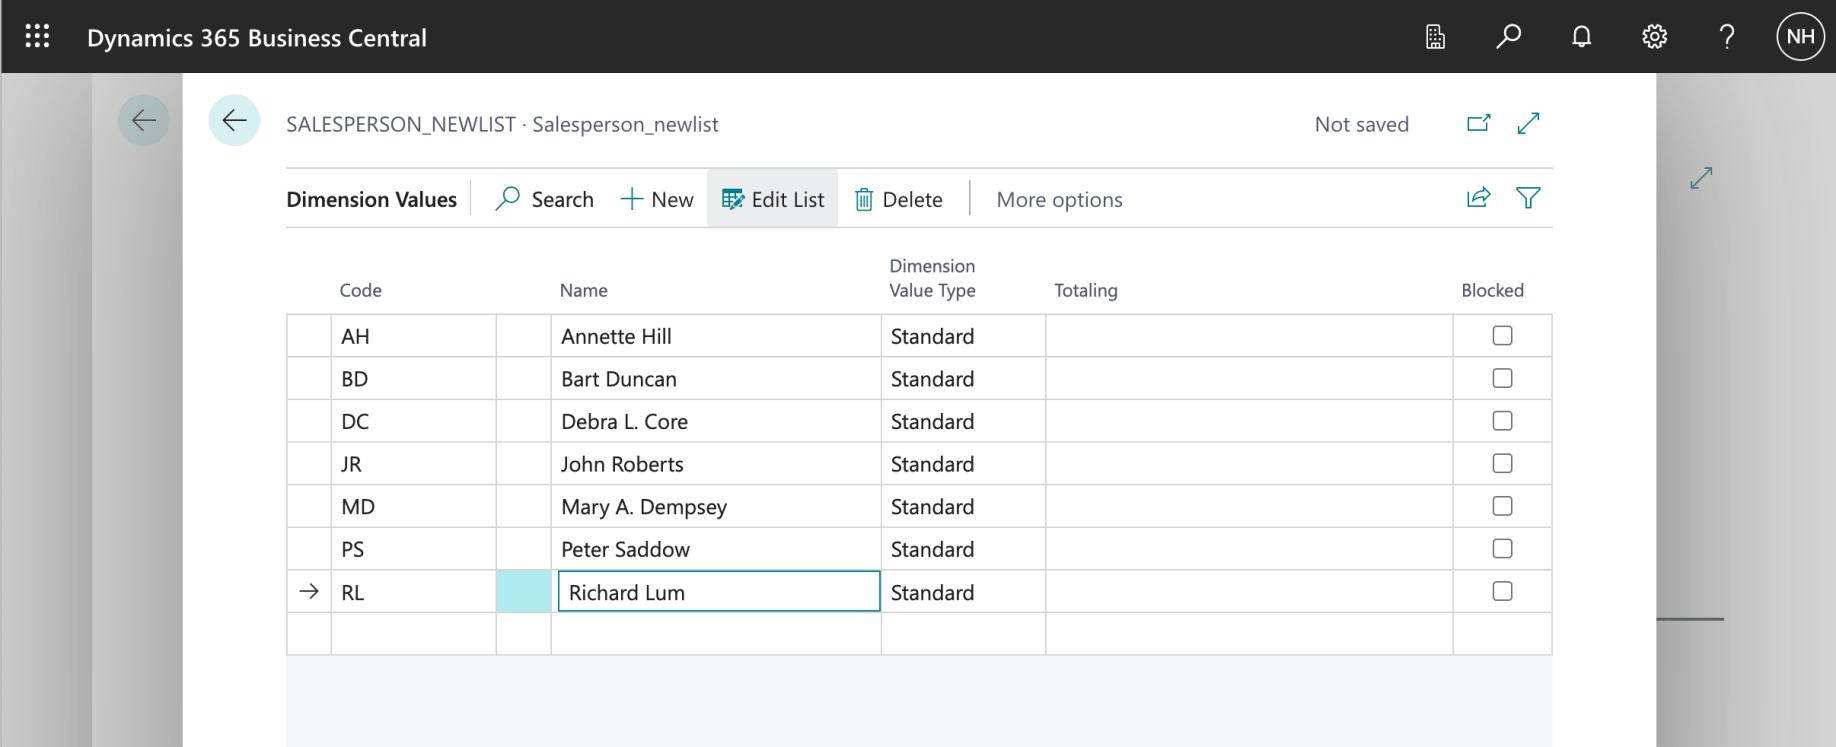 Dynamics 365 Business Central
NH
SALESPERSON_NEWLIST · Salesperson_newlist
Not saved
Dimension Values
Search
New
Edit List
Delete
More options
Code
Name
Dimension
Value Type
Totaling
Blocked
AH Annette Hill Standard
BD Bart Duncan Standard
DC Debra L. Core Standard
JR John Roberts Standard
MD Mary A. Dempsey Standard
PS Peter Saddow Standard
RL Richard Lum Standard